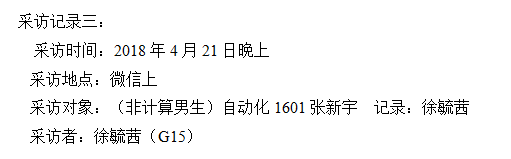 采访记录三：
采访时间：2018 年 4 月 21 日晚上
采访地点：微信上
采访对象：（非计算男生）自动化 1601 张新宇 记录：徐毓茜
采访者：徐毓茜（G15）